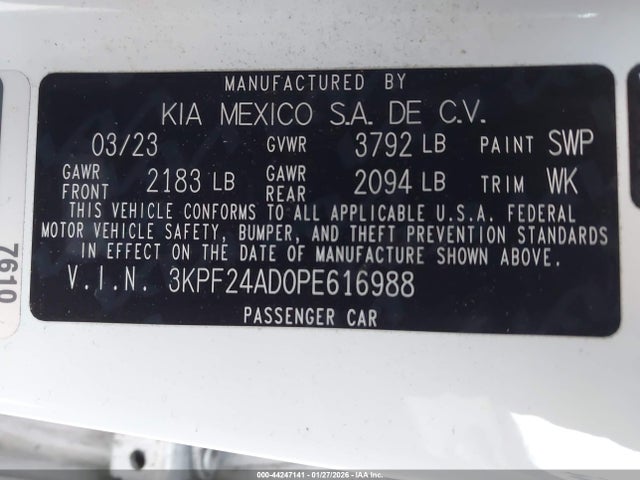 MANUFACTURED BY
KIA MEXICO S.A. DE C.V.
03/23 GVWR 3792 LB PAINT SWP
GAWR FRONT 2183 LB GAWR REAR 2094 LB TRIM WK
THIS VEHICLE CONFORMS TO ALL APPLICABLE U.S.A. FEDERAL
MOTOR VEHICLE SAFETY, BUMPER, AND THEFT PREVENTION STANDARDS
IN EFFECT ON THE DATE OF MANUFACTURE SHOWN ABOVE.
V.I.N. 3KPF24AD0PE616988
PASSENGER CAR
7610
000-44247141 - 01/27/2026 - IAAI.COM